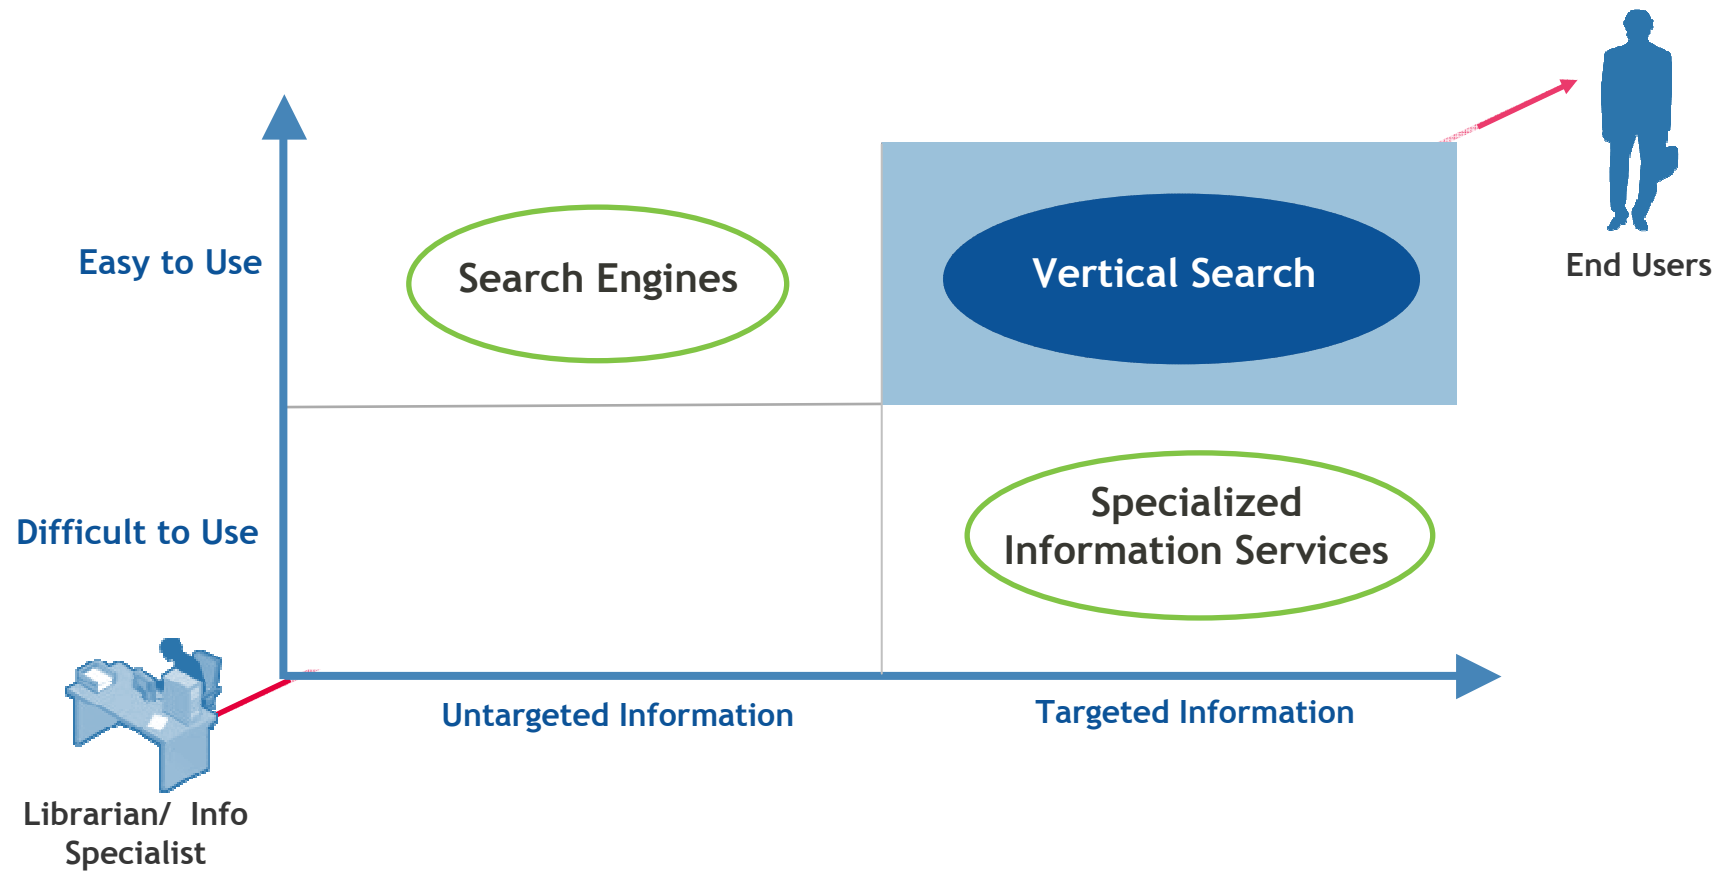 Easy to Use
Search Engines
Vertical Search
End Users
Difficult to Use
Specialized
Information Services
Untargeted Information
Targeted Information
Librarian/ Info
Specialist